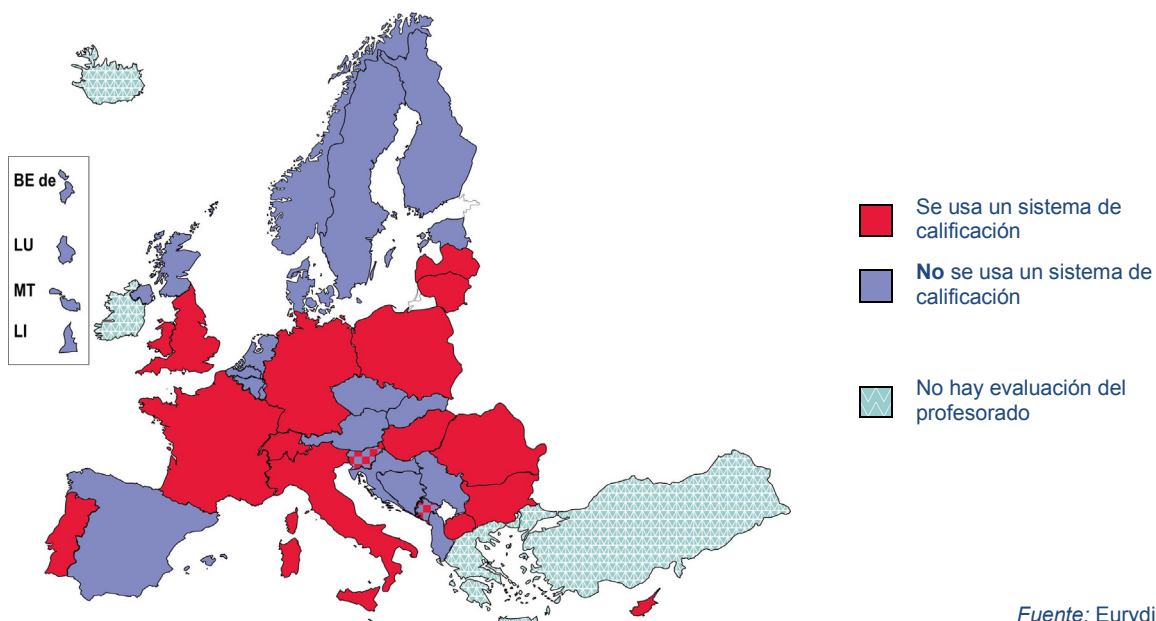 BE de
LU
MT
LI
Se usa un sistema de
calificación
No se usa un sistema de
calificación
No hay evaluación del
profesorado
Fuente: Eurydi